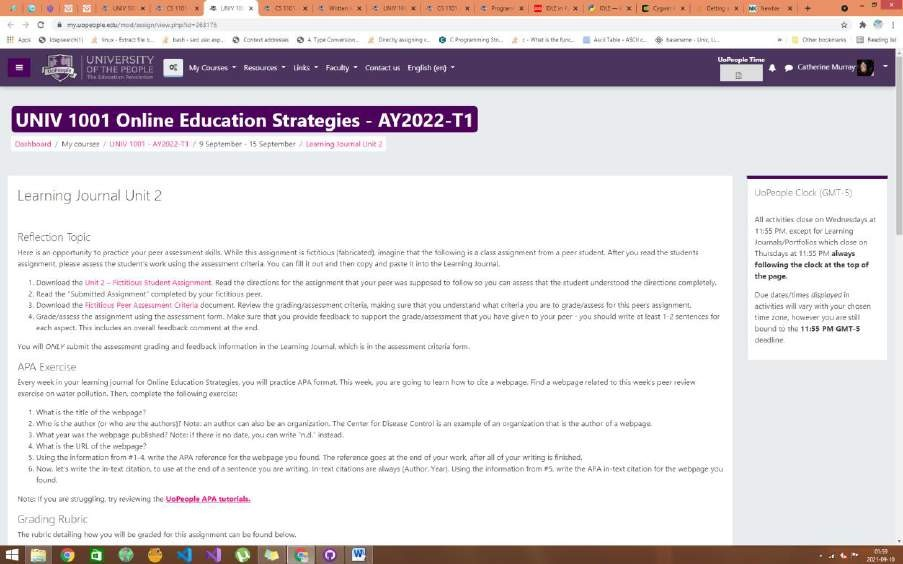 UNIV 10
CS 1101
UNIV 10
CS 1101
Written
UNIV 10
CS 1101
Program
IDLE in P
IDLE —
Cygwin
Getting
Newbie
my.uopeople.edu/mod/assign/view.php?id=268176
Apps
linux - Extract file b...
bash - sed use: esp...
Context addresses
4. Type Conversion...
Directly assigning v...
C Programming Stri...
c - What is the func...
Ascii Table - ASCII c...
basename - Unix, Li...
Other bookmarks
Reading list
UNIVERSITY
OF THE PEOPLE
The Education Revolution
My Courses
Resources
Links
Faculty
Contact us
English (en)
UoPeople Time
Catherine Murray
UNIV 1001 Online Education Strategies - AY2022-T1
Dashboard / My courses / UNIV 1001 - AY2022-T1 / 9 September - 15 September / Learning Journal Unit 2
Learning Journal Unit 2
Reflection Topic
Here is an opportunity to practice your peer assessment skills. While this assignment is fictitious (fabricated), imagine that the following is a class assignment from a peer student. After you read the students
assignment, please assess the student's work using the assessment criteria. You can fill it out and then copy and paste it into the Learning Journal.
1. Download the Unit 2 – Fictitious Student Assignment. Read the directions for the assignment that your peer was supposed to follow so you can assess that the student understood the directions completely.
2. Read the "Submitted Assignment" completed by your fictitious peer.
3. Download the Fictitious Peer Assessment Criteria document. Review the grading/assessment criteria, making sure that you understand what criteria you are to grade/assess for this peers assignment.
4. Grade/assess the assignment using the assessment form. Make sure that you provide feedback to support the grade/assessment that you have given to your peer - you should write at least 1-2 sentences for
each aspect. This includes an overall feedback comment at the end.
You will ONLY submit the assessment grading and feedback information in the Learning Journal, which is in the assessment criteria form.
APA Exercise
Every week in your learning journal for Online Education Strategies, you will practice APA format. This week, you are going to learn how to cite a webpage. Find a webpage related to this week's peer review
exercise on water pollution. Then, complete the following exercise:
1. What is the title of the webpage?
2. Who is the author (or who are the authors)? Note: an author can also be an organization. The Center for Disease Control is an example of an organization that is the author of a webpage.
3. What year was the webpage published? Note: if there is no date, you can write "n.d." instead.
4. What is the URL of the webpage?
5. Using the information from #1-4, write the APA reference for the webpage you found. The reference goes at the end of your work, after all of your writing is finished.
6. Now, let's write the in-text citation, to use at the end of a sentence you are writing. In-text citations are always (Author, Year). Using the information from #5, write the APA in-text citation for the webpage you
found.
Note: if you are struggling, try reviewing the UoPeople APA tutorials.
Grading Rubric
The rubric detailing how you will be graded for this assignment can be found below.
UoPeople Clock (GMT-5)
All activities close on Wednesdays at
11:55 PM, except for Learning
Journals/Portfolios which close on
Thursdays at 11:55 PM always
following the clock at the top of
the page.
Due dates/times displayed in
activities will vary with your chosen
time zone, however you are still
bound to the 11:55 PM GMT-5
deadline.
01:59
2021-09-10